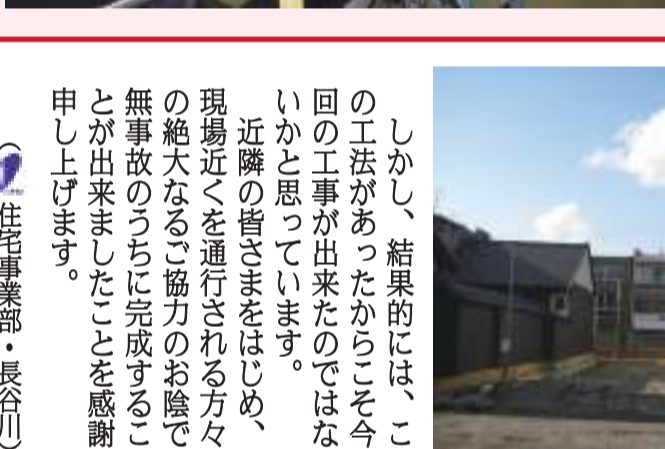 しかし、結果的には、こ
の工法があったからこそ今
回の工事が出来たのではな
いかと思っています。
近隣の皆さまをはじめ、
現場近くを通行される方々
の絶大なるご協力のお陰で
無事故のうちに完成するこ
とが出来ましたことを感謝
申し上げます。
(住宅事業部・長谷川)